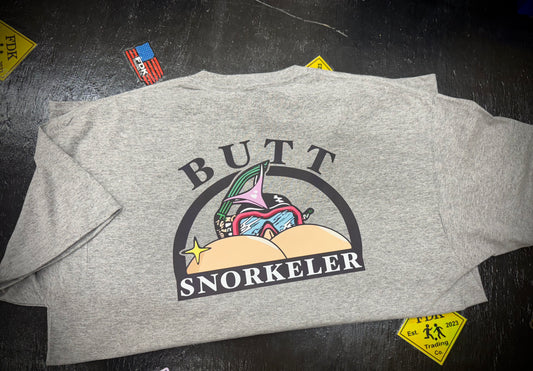 FDK
FDK
BUTT
SNORKELER
FDK
Est. 2023
Trading
Co.